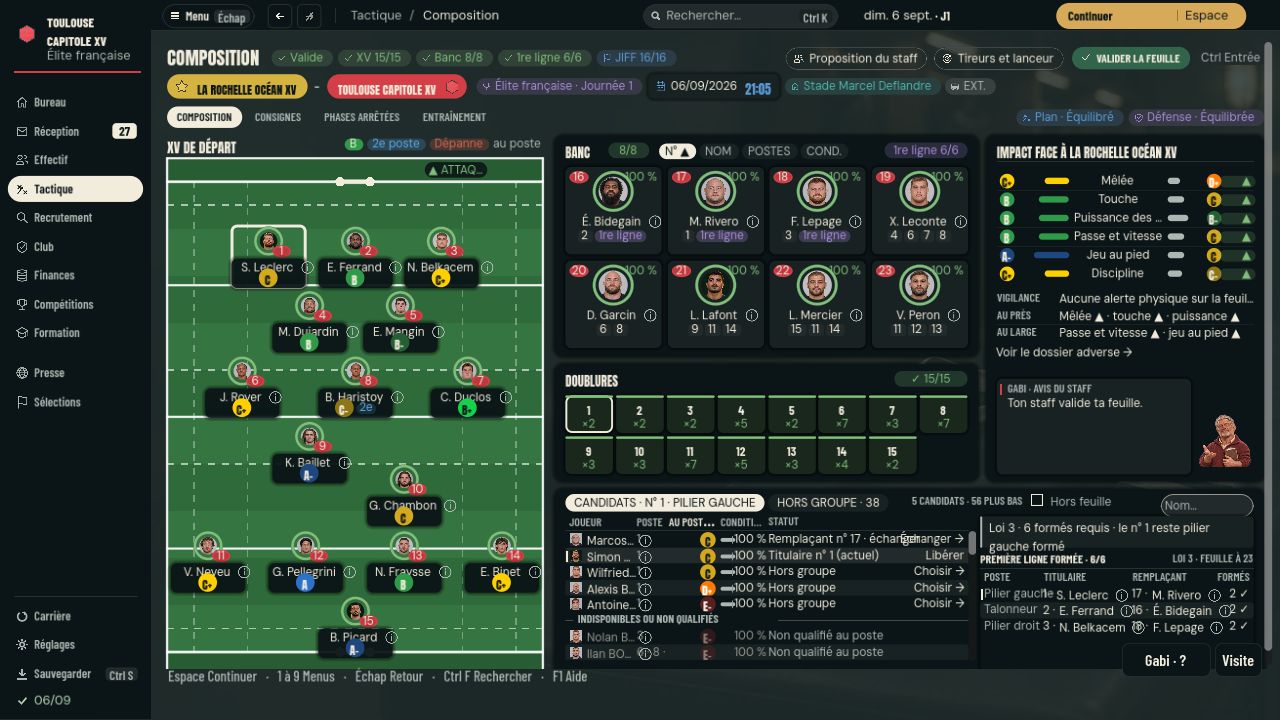 TOULOUSE
CAPITOLE XV
Élite française
Menu Échap
Tactique / Composition
Rechercher... Ctrl K
dim. 6 sept. · J1
Continuer Espace
Bureau
Réception 27
Effectif
Tactique
Recrutement
Club
Finances
Compétitions
Formation
Presse
Sélections
Carrière
Réglages
Sauvegarder Ctrl S
06/09
COMPOSITION
Valide
XV 15/15
Banc 8/8
1re ligne 6/6
JIFF 16/16
Proposition du staff
Tireurs et lanceur
VALIDER LA FEUILLE
Ctrl Entrée
LA ROCHELLE OCÉAN XV - TOULOUSE CAPITOLE XV
Élite française · Journée 1
06/09/2026 21:05
Stade Marcel Deflandre
EXT.
COMPOSITION CONSIGNES PHASES ARRÊTÉES ENTRAÎNEMENT
Plan · Équilibré
Défense · Équilibrée
XV DE DÉPART
B 2e poste Dépanne au poste
▲ ATTAQ...
1 S. Leclerc C
2 E. Ferrand B
3 N. Belkacem C+
4 M. Dujardin B
5 E. Mangin B-
6 J. Royer C+
8 B. Haristoy C- 2e
7 C. Duclos B+
9 K. Baillet A-
10 G. Chambon C
11 V. Neveu C+
12 G. Pellegrini A
13 N. Fraysse B
14 E. Binet C+
15 B. Picard A-
BANC 8/8 N° ▲ NOM POSTES COND. 1re ligne 6/6
16 100 % É. Bidegain 2 1re ligne
17 100 % M. Rivero 1 1re ligne
18 100 % F. Lepage 3 1re ligne
19 100 % X. Leconte 4 6 7 8
20 100 % D. Garcin 6 8
21 100 % L. Lafont 9 11 14
22 100 % L. Mercier 15 11 14
23 100 % V. Peron 11 12 13
DOUBLURES ✓ 15/15
1 ×2
2 ×2
3 ×2
4 ×5
5 ×2
6 ×7
7 ×3
8 ×7
9 ×3
10 ×3
11 ×7
12 ×5
13 ×3
14 ×4
15 ×2
IMPACT FACE À LA ROCHELLE OCÉAN XV
C+ Mêlée D+ ▲
B Touche C ▲
B Puissance des ... B- ▲
B Passe et vitesse C ▲
A- Jeu au pied C ▲
C+ Discipline C- ▲
VIGILANCE Aucune alerte physique sur la feuil...
AU PRÈS Mêlée ▲ · touche ▲ · puissance ▲
AU LARGE Passe et vitesse ▲ · jeu au pied ▲
Voir le dossier adverse →
GABI · AVIS DU STAFF
Ton staff valide ta feuille.
CANDIDATS · N° 1 · PILIER GAUCHE
HORS GROUPE · 38
5 CANDIDATS · 56 PLUS BAS
Hors feuille
Nom...
JOUEUR POSTE AU POST... CONDITI... STATUT
Marcos... C 100 % Remplaçant n° 17 · échanger Échanger →
Simon ... C 100 % Titulaire n° 1 (actuel) Libérer
Wilfried... C 100 % Hors groupe Choisir →
Alexis B... D+ 100 % Hors groupe Choisir →
Antoine... E- 100 % Hors groupe Choisir →
INDISPONIBLES OU NON QUALIFIÉS
Nolan B... E- 100 % Non qualifié au poste
Ilan BO... E- 100 % Non qualifié au poste
Loi 3 · 6 formés requis · le n° 1 reste pilier
gauche formé
PREMIÈRE LIGNE FORMÉE · 6/6 LOI 3 · FEUILLE À 23
POSTE TITULAIRE REMPLAÇANT FORMÉS
Pilier gauche 1 · S. Leclerc 17 · M. Rivero 2 ✓
Talonneur 2 · E. Ferrand 16 · É. Bidegain 2 ✓
Pilier droit 3 · N. Belkacem 18 · F. Lepage 2 ✓
Gabi · ?
Visite
Espace Continuer · 1 à 9 Menus · Échap Retour · Ctrl F Rechercher · F1 Aide